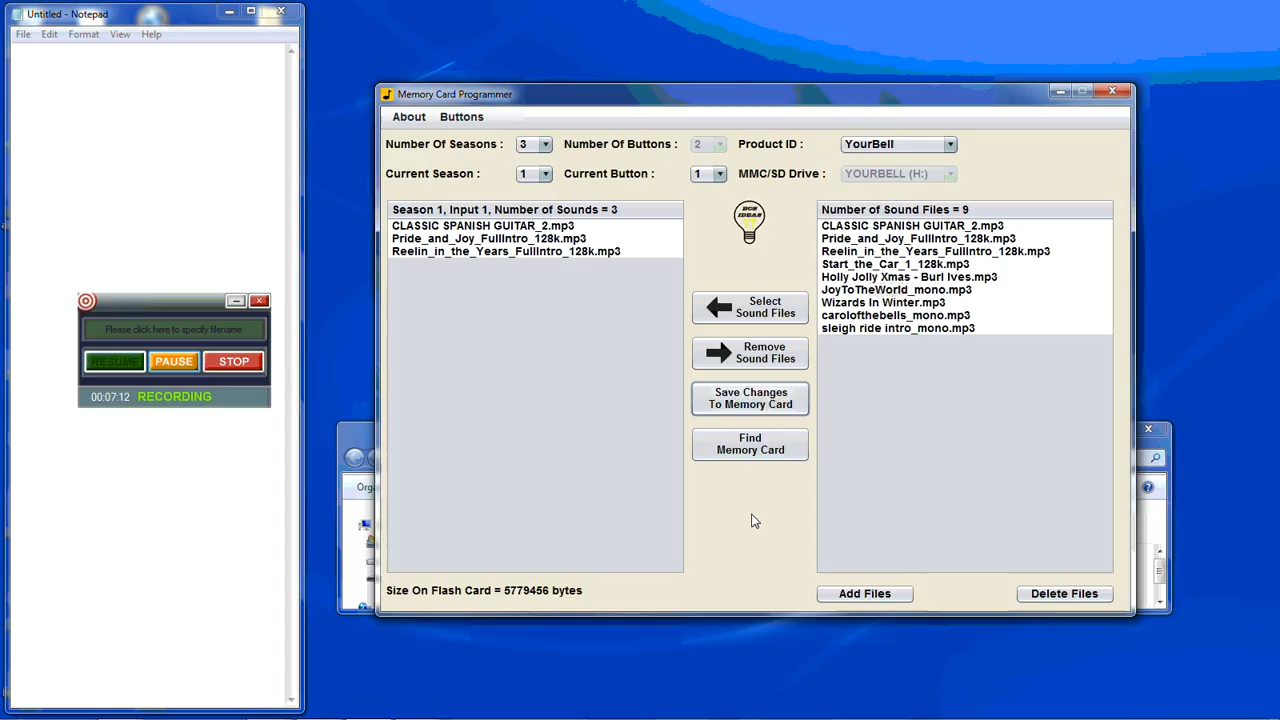 Untitled - Notepad
File Edit Format View Help
Please click here to specify filename
RESUME PAUSE STOP
00:07:12 RECORDING
Memory Card Programmer
About Buttons
Number Of Seasons : 3 Number Of Buttons : 2 Product ID : YourBell
Current Season : 1 Current Button : 1 MMC/SD Drive : YOURBELL (H:)
Season 1, Input 1, Number of Sounds = 3
CLASSIC SPANISH GUITAR_2.mp3
Pride_and_Joy_FullIntro_128k.mp3
Reelin_in_the_Years_FullIntro_128k.mp3
BOB
IDEAS
Select
Sound Files
Remove
Sound Files
Save Changes
To Memory Card
Find
Memory Card
Number of Sound Files = 9
CLASSIC SPANISH GUITAR_2.mp3
Pride_and_Joy_FullIntro_128k.mp3
Reelin_in_the_Years_FullIntro_128k.mp3
Start_the_Car_1_128k.mp3
Holly Jolly Xmas - Burl Ives.mp3
JoyToTheWorld_mono.mp3
Wizards In Winter.mp3
carolofthebells_mono.mp3
sleigh ride intro_mono.mp3
Size On Flash Card = 5779456 bytes
Add Files Delete Files
Orga